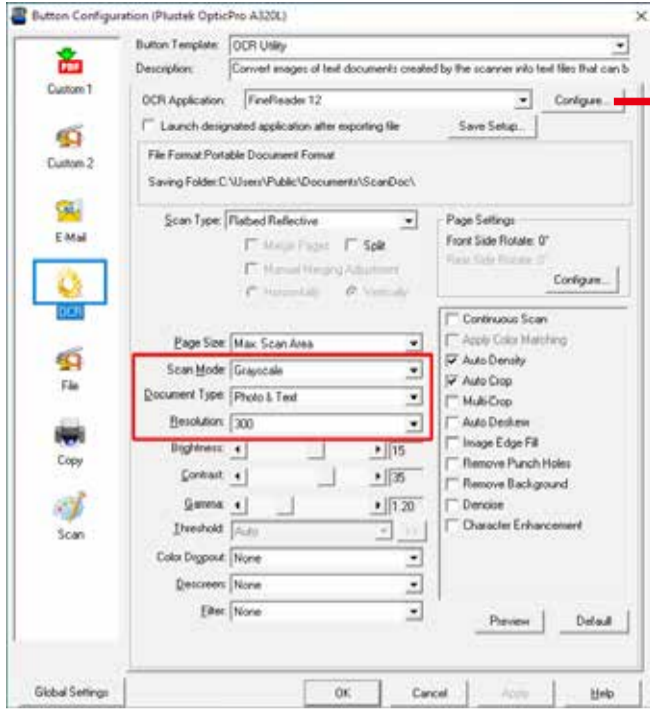 Button Configuration (Plustek OpticPro A320L)
PDF
Custom 1
Custom 2
E-Mail
OCR
File
Copy
Scan
Button Template: OCR Utility
Description: Convert images of text documents created by the scanner into text files that can b
OCR Application: FineReader 12 Configure...
Launch designated application after exporting file Save Setup...
File Format:Portable Document Format
Saving Folder:C:\Users\Public\Documents\ScanDoc\
Scan Type: Flatbed Reflective
Merge Pages Split
Manual Merging Adjustment
Horizontally Vertically
Page Settings
Front Side Rotate: 0°
Rear Side Rotate: 0°
Configure...
Page Size: Max. Scan Area
Scan Mode: Grayscale
Document Type: Photo & Text
Resolution: 300
Brightness: 15
Contrast: 35
Gamma: 1.20
Threshold: Auto >>
Color Dropout: None
Descreen: None
Filter: None
Continuous Scan
Apply Color Matching
Auto Density
Auto Crop
Multi-Crop
Auto Deskew
Image Edge Fill
Remove Punch Holes
Remove Background
Denoise
Character Enhancement
Preview Default
Global Settings OK Cancel Apply Help